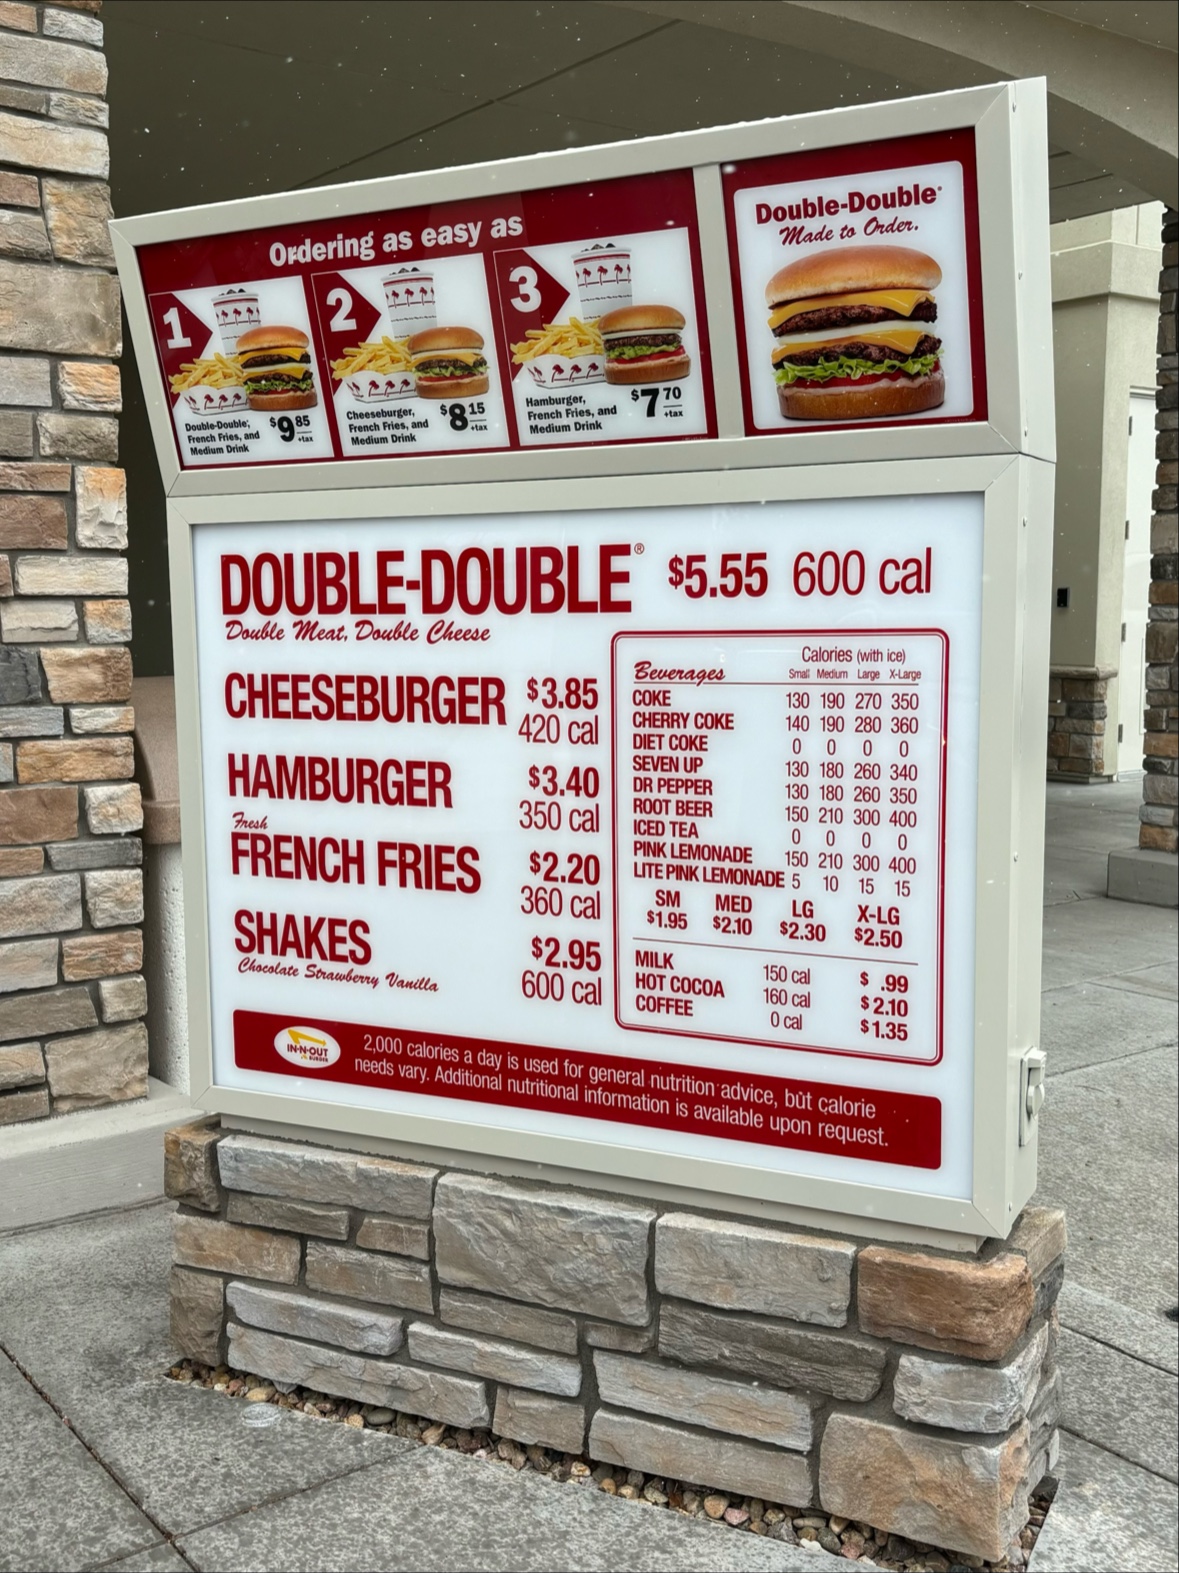 Ordering as easy as
1
Double-Double®,
French Fries, and
Medium Drink
$9 85
+tax
2
Cheeseburger,
French Fries, and
Medium Drink
$8 15
+tax
3
Hamburger,
French Fries, and
Medium Drink
$7 70
+tax
Double-Double®
Made to Order.
DOUBLE-DOUBLE® $5.55 600 cal
Double Meat, Double Cheese
CHEESEBURGER $3.85
420 cal
HAMBURGER $3.40
350 cal
Fresh
FRENCH FRIES $2.20
360 cal
SHAKES $2.95
Chocolate Strawberry Vanilla 600 cal
Calories (with ice)
Beverages Small Medium Large X-Large
COKE 130 190 270 350
CHERRY COKE 140 190 280 360
DIET COKE 0 0 0 0
SEVEN UP 130 180 260 340
DR PEPPER 130 180 260 350
ROOT BEER 150 210 300 400
ICED TEA 0 0 0 0
PINK LEMONADE 150 210 300 400
LITE PINK LEMONADE 5 10 15 15
SM MED LG X-LG
$1.95 $2.10 $2.30 $2.50
MILK 150 cal $ .99
HOT COCOA 160 cal $2.10
COFFEE 0 cal $1.35
IN-N-OUT
BURGER
2,000 calories a day is used for general nutrition advice, but calorie
needs vary. Additional nutritional information is available upon request.